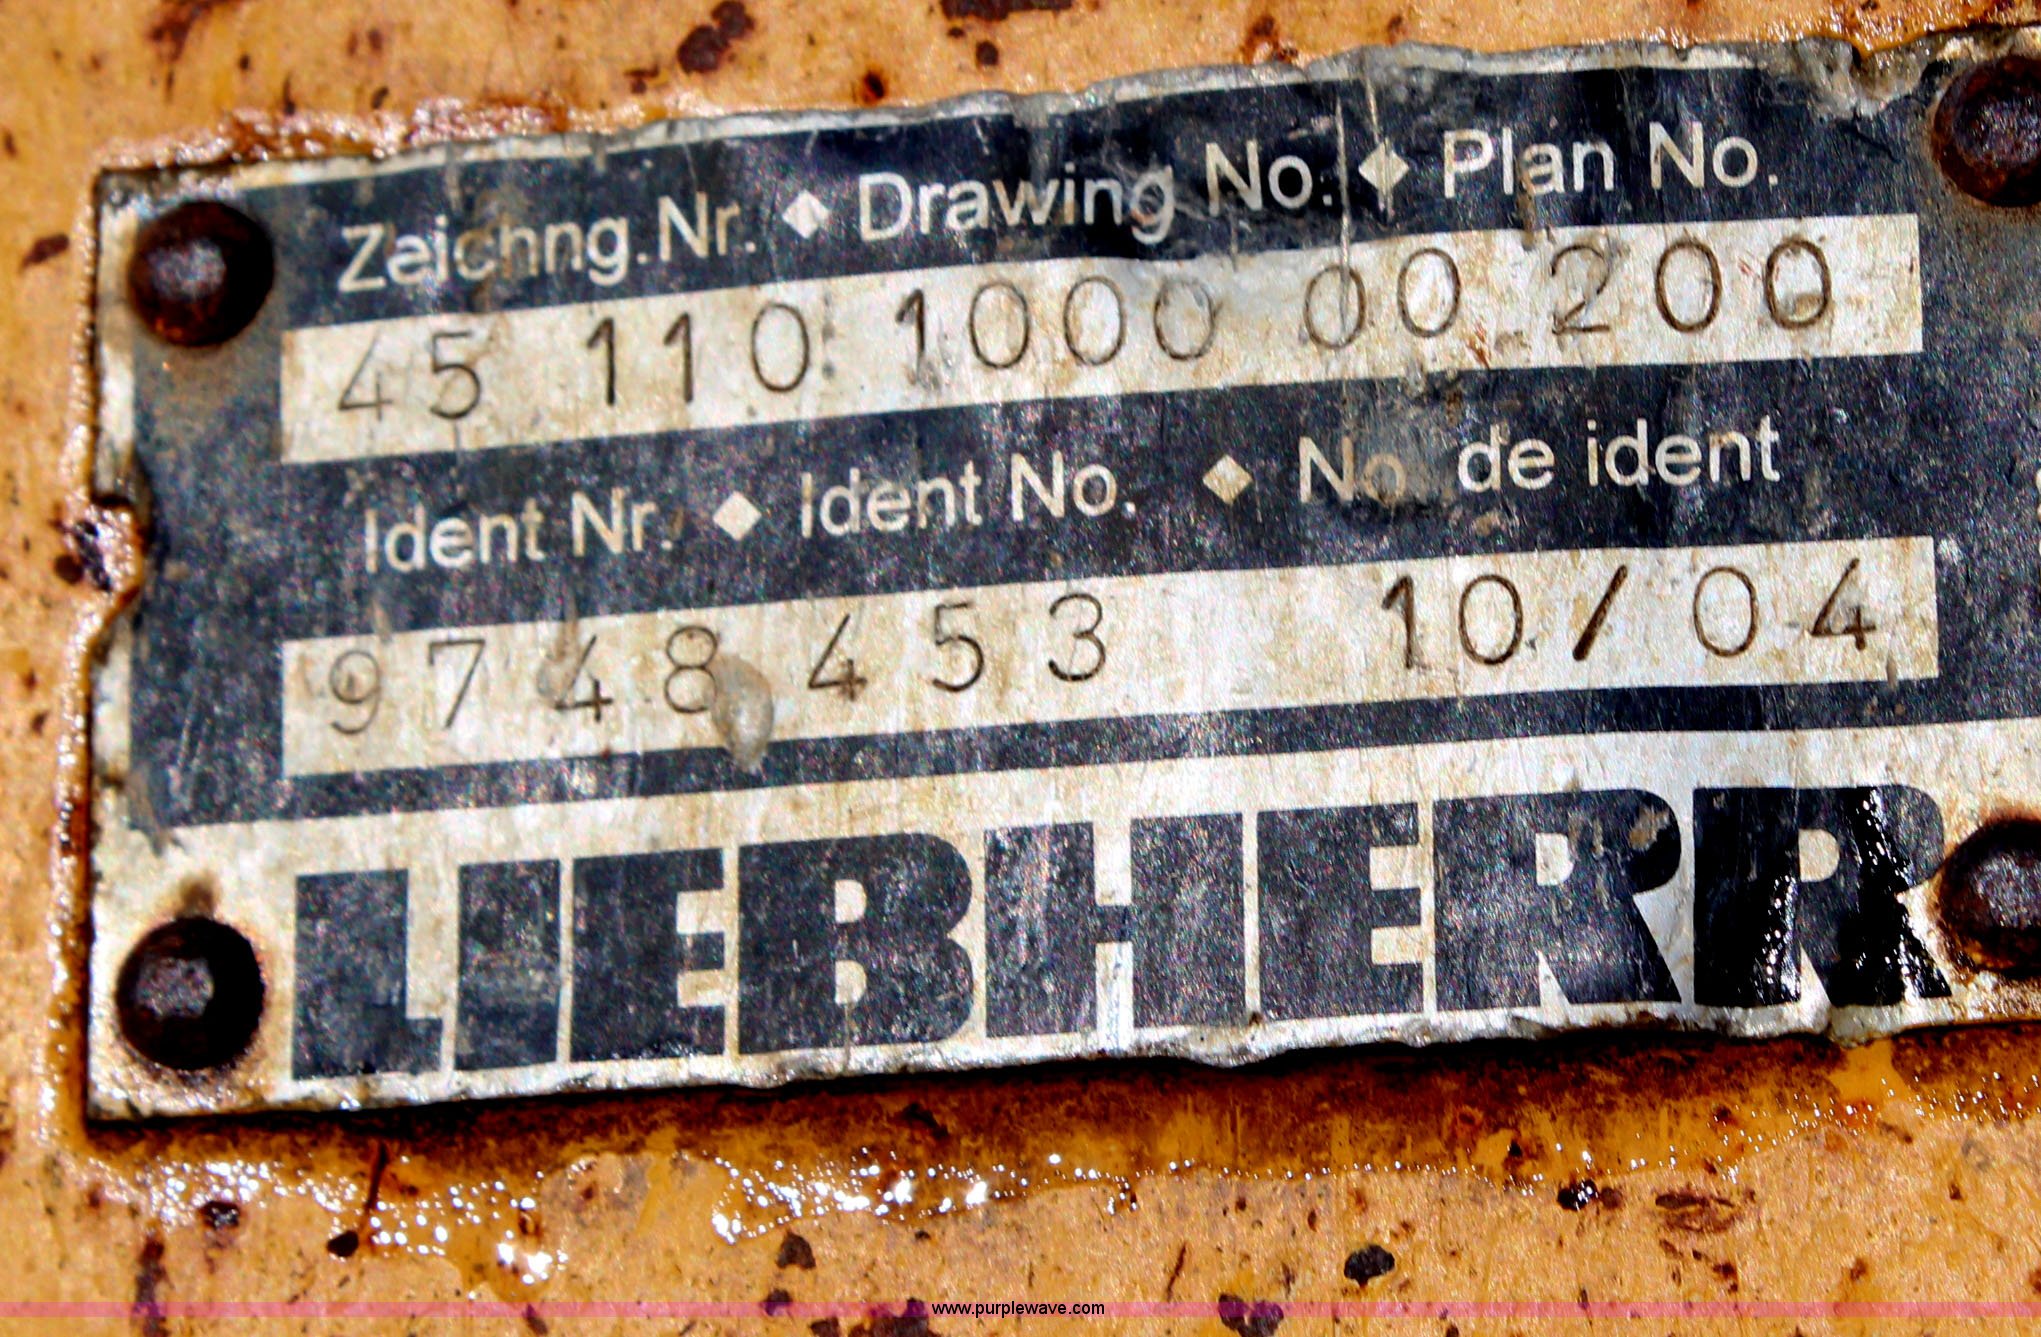 Zeichng.Nr. ◆ Drawing No. ◆ Plan No.
45 110 1000 00 200
Ident Nr. ◆ Ident No. ◆ No de ident
9748453 10/04
LIEBHERR
www.purplewave.com